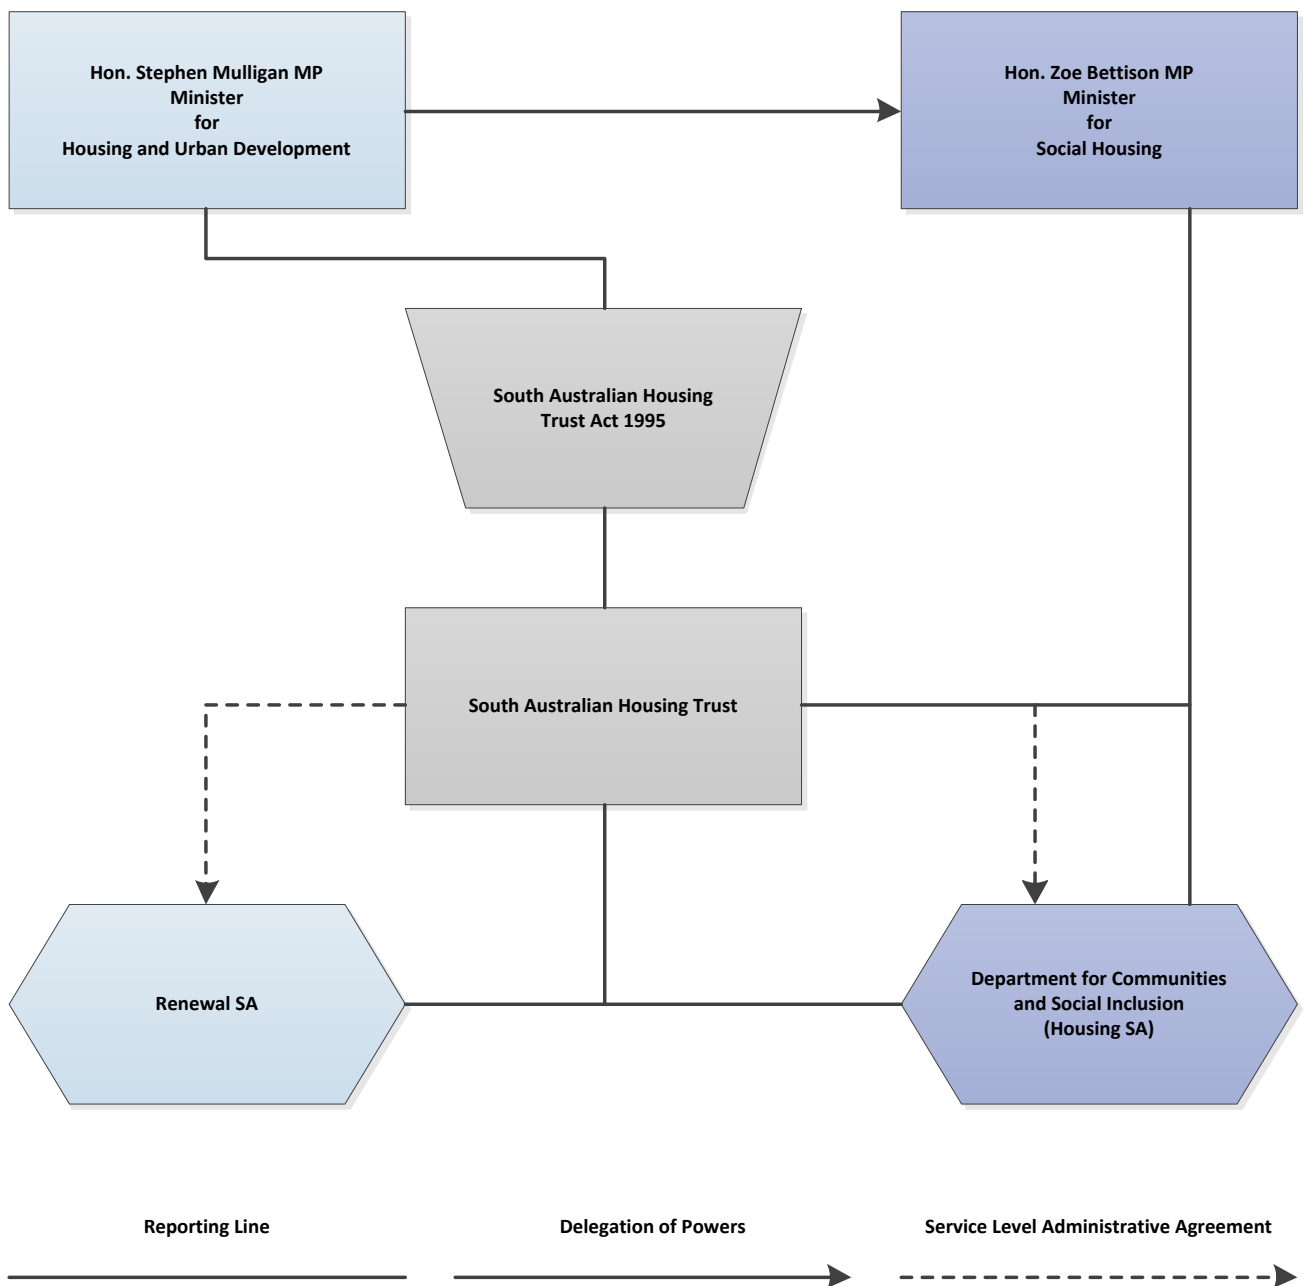 Hon. Stephen Mulligan MP
Minister
for
Housing and Urban Development
Hon. Zoe Bettison MP
Minister
for
Social Housing
South Australian Housing
Trust Act 1995
South Australian Housing Trust
Renewal SA
Department for Communities
and Social Inclusion
(Housing SA)
Reporting Line
Delegation of Powers
Service Level Administrative Agreement